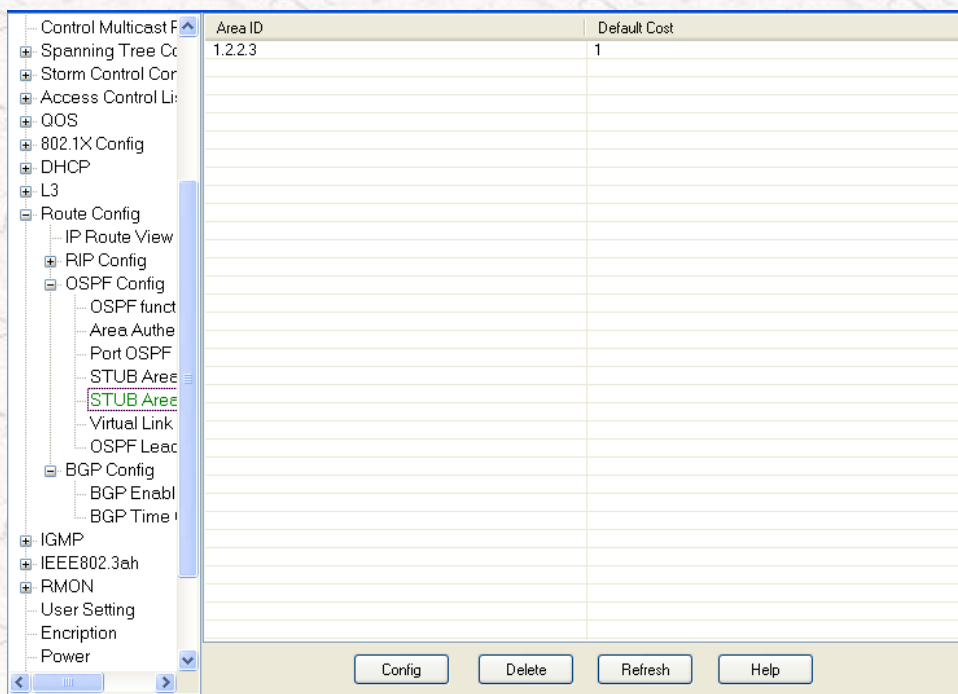 Control Multicast F
Spanning Tree Co
Storm Control Cor
Access Control Li
QOS
802.1X Config
DHCP
L3
Route Config
IP Route View
RIP Config
OSPF Config
OSPF funct
Area Authe
Port OSPF
STUB Area
STUB Area
Virtual Link
OSPF Leac
BGP Config
BGP Enabl
BGP Time
IGMP
IEEE802.3ah
RMON
User Setting
Encription
Power
Area ID Default Cost
1.2.2.3 1
Config Delete Refresh Help